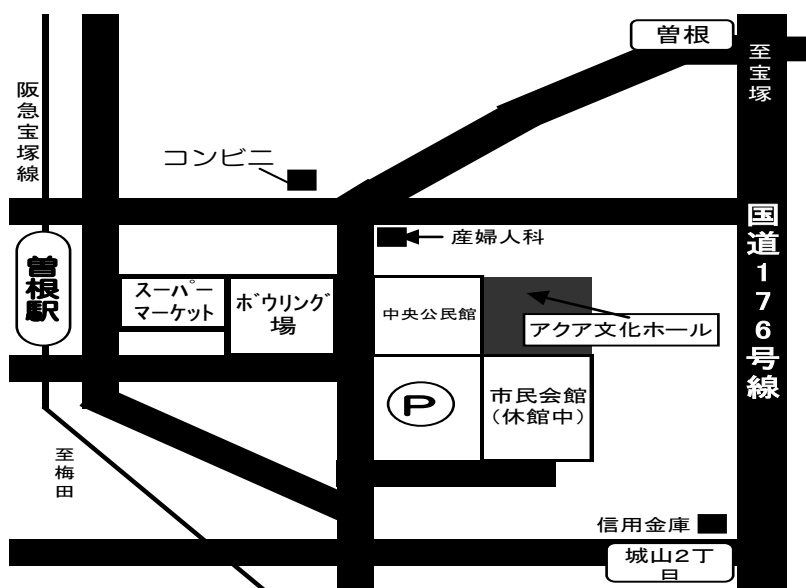 曽根
至宝塚
阪急宝塚線
コンビニ
産婦人科
国道176号線
曽根駅
スーパー
マーケット
ボウリング
場
中央公民館
アクア文化ホール
P
市民会館
(休館中)
至梅田
信用金庫
城山2丁
目